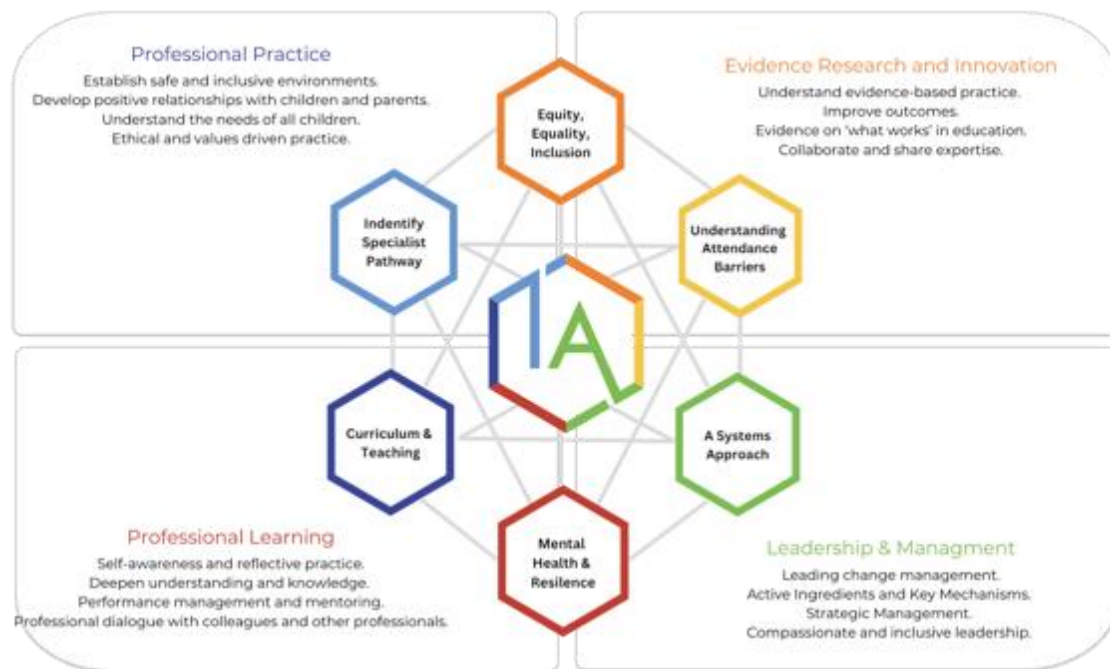 Professional Practice
Establish safe and inclusive environments.
Develop positive relationships with children and parents.
Understand the needs of all children.
Ethical and values driven practice.
Evidence Research and Innovation
Understand evidence-based practice.
Improve outcomes.
Evidence on 'what works' in education.
Collaborate and share expertise.
Equity,
Equality,
Inclusion
Indentify
Specialist
Pathway
Understanding
Attendance
Barriers
1A
Curriculum &
Teaching
A Systems
Approach
Mental
Health &
Resilence
Professional Learning
Self-awareness and reflective practice.
Deepen understanding and knowledge.
Performance management and mentoring.
Professional dialogue with colleagues and other professionals.
Leadership & Managment
Leading change management.
Active Ingredients and Key Mechanisms.
Strategic Management.
Compassionate and inclusive leadership.